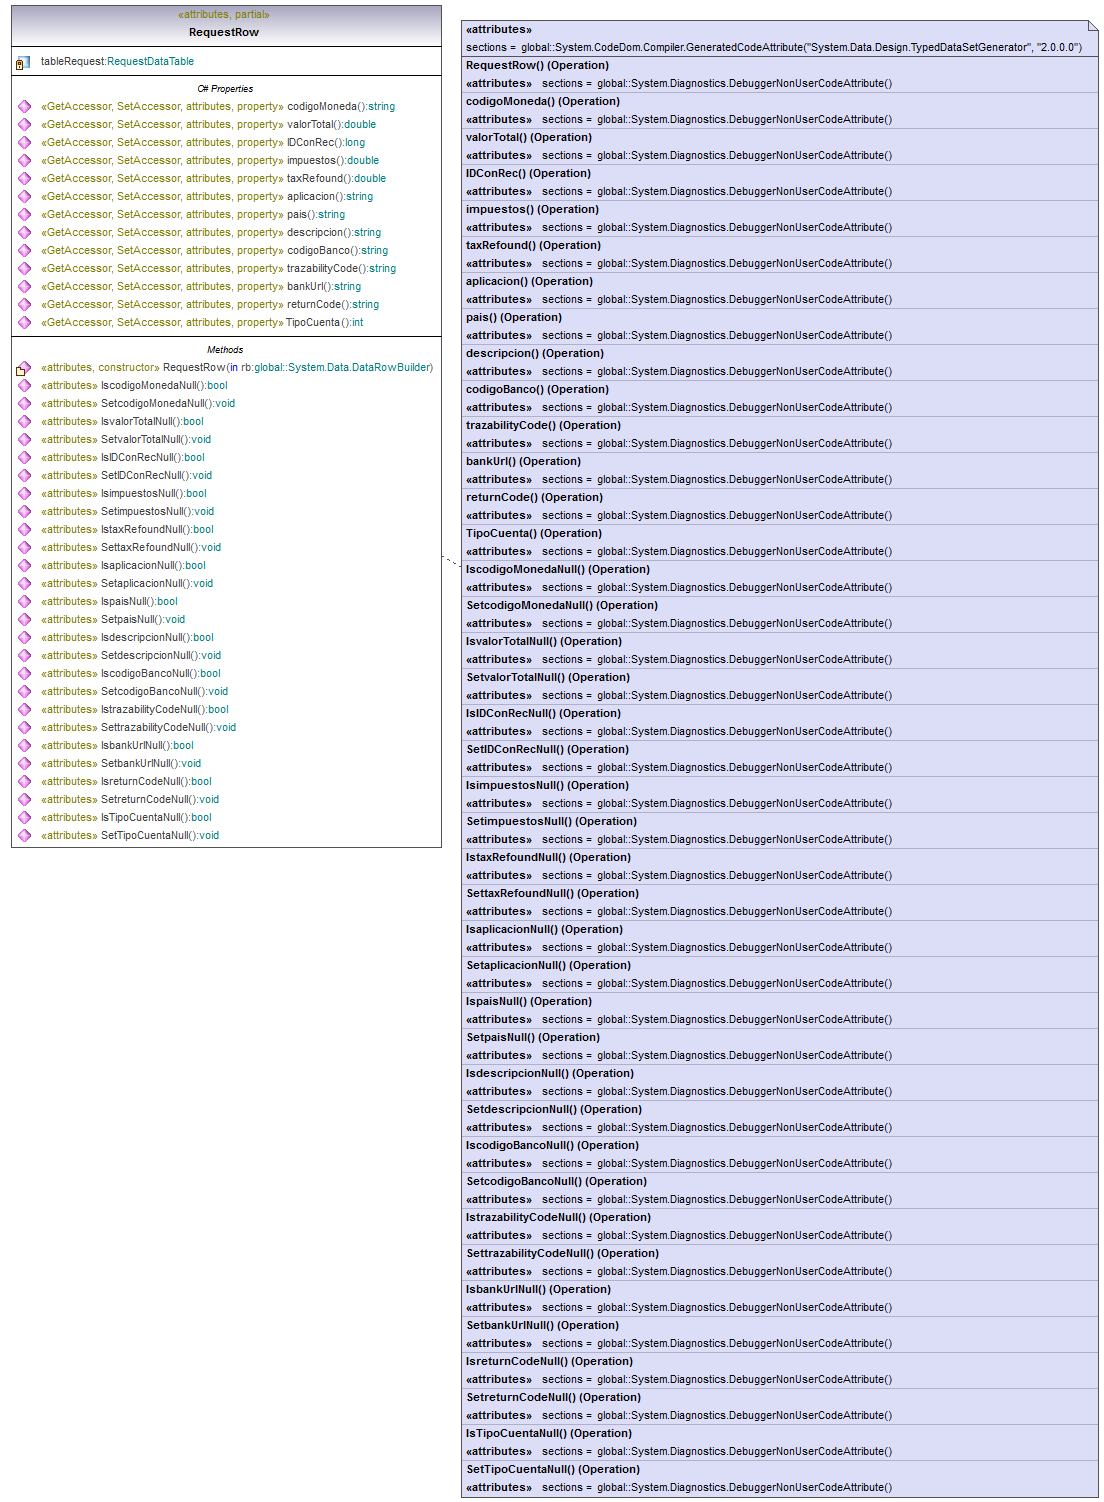 «attributes, partial»
RequestRow
tableRequest:RequestDataTable
C# Properties
«GetAccessor, SetAccessor, attributes, property» codigoMoneda():string
«GetAccessor, SetAccessor, attributes, property» valorTotal():double
«GetAccessor, SetAccessor, attributes, property» IDConRec():long
«GetAccessor, SetAccessor, attributes, property» impuestos():double
«GetAccessor, SetAccessor, attributes, property» taxRefound():double
«GetAccessor, SetAccessor, attributes, property» aplicacion():string
«GetAccessor, SetAccessor, attributes, property» pais():string
«GetAccessor, SetAccessor, attributes, property» descripcion():string
«GetAccessor, SetAccessor, attributes, property» codigoBanco():string
«GetAccessor, SetAccessor, attributes, property» trazabilityCode():string
«GetAccessor, SetAccessor, attributes, property» bankUrl():string
«GetAccessor, SetAccessor, attributes, property» returnCode():string
«GetAccessor, SetAccessor, attributes, property» TipoCuenta():int
Methods
«attributes, constructor» RequestRow(in rb:global::System.Data.DataRowBuilder)
«attributes» IscodigoMonedaNull():bool
«attributes» SetcodigoMonedaNull():void
«attributes» IsvalorTotalNull():bool
«attributes» SetvalorTotalNull():void
«attributes» IsIDConRecNull():bool
«attributes» SetIDConRecNull():void
«attributes» IsimpuestosNull():bool
«attributes» SetimpuestosNull():void
«attributes» IstaxRefoundNull():bool
«attributes» SettaxRefoundNull():void
«attributes» IsaplicacionNull():bool
«attributes» SetaplicacionNull():void
«attributes» IspaisNull():bool
«attributes» SetpaisNull():void
«attributes» IsdescripcionNull():bool
«attributes» SetdescripcionNull():void
«attributes» IscodigoBancoNull():bool
«attributes» SetcodigoBancoNull():void
«attributes» IstrazabilityCodeNull():bool
«attributes» SettrazabilityCodeNull():void
«attributes» IsbankUrlNull():bool
«attributes» SetbankUrlNull():void
«attributes» IsreturnCodeNull():bool
«attributes» SetreturnCodeNull():void
«attributes» IsTipoCuentaNull():bool
«attributes» SetTipoCuentaNull():void
«attributes»
sections = global::System.CodeDom.Compiler.GeneratedCodeAttribute("System.Data.Design.TypedDataSetGenerator", "2.0.0.0")
RequestRow() (Operation)
«attributes» sections = global::System.Diagnostics.DebuggerNonUserCodeAttribute()
codigoMoneda() (Operation)
«attributes» sections = global::System.Diagnostics.DebuggerNonUserCodeAttribute()
valorTotal() (Operation)
«attributes» sections = global::System.Diagnostics.DebuggerNonUserCodeAttribute()
IDConRec() (Operation)
«attributes» sections = global::System.Diagnostics.DebuggerNonUserCodeAttribute()
impuestos() (Operation)
«attributes» sections = global::System.Diagnostics.DebuggerNonUserCodeAttribute()
taxRefound() (Operation)
«attributes» sections = global::System.Diagnostics.DebuggerNonUserCodeAttribute()
aplicacion() (Operation)
«attributes» sections = global::System.Diagnostics.DebuggerNonUserCodeAttribute()
pais() (Operation)
«attributes» sections = global::System.Diagnostics.DebuggerNonUserCodeAttribute()
descripcion() (Operation)
«attributes» sections = global::System.Diagnostics.DebuggerNonUserCodeAttribute()
codigoBanco() (Operation)
«attributes» sections = global::System.Diagnostics.DebuggerNonUserCodeAttribute()
trazabilityCode() (Operation)
«attributes» sections = global::System.Diagnostics.DebuggerNonUserCodeAttribute()
bankUrl() (Operation)
«attributes» sections = global::System.Diagnostics.DebuggerNonUserCodeAttribute()
returnCode() (Operation)
«attributes» sections = global::System.Diagnostics.DebuggerNonUserCodeAttribute()
TipoCuenta() (Operation)
«attributes» sections = global::System.Diagnostics.DebuggerNonUserCodeAttribute()
IscodigoMonedaNull() (Operation)
«attributes» sections = global::System.Diagnostics.DebuggerNonUserCodeAttribute()
SetcodigoMonedaNull() (Operation)
«attributes» sections = global::System.Diagnostics.DebuggerNonUserCodeAttribute()
IsvalorTotalNull() (Operation)
«attributes» sections = global::System.Diagnostics.DebuggerNonUserCodeAttribute()
SetvalorTotalNull() (Operation)
«attributes» sections = global::System.Diagnostics.DebuggerNonUserCodeAttribute()
IsIDConRecNull() (Operation)
«attributes» sections = global::System.Diagnostics.DebuggerNonUserCodeAttribute()
SetIDConRecNull() (Operation)
«attributes» sections = global::System.Diagnostics.DebuggerNonUserCodeAttribute()
IsimpuestosNull() (Operation)
«attributes» sections = global::System.Diagnostics.DebuggerNonUserCodeAttribute()
SetimpuestosNull() (Operation)
«attributes» sections = global::System.Diagnostics.DebuggerNonUserCodeAttribute()
IstaxRefoundNull() (Operation)
«attributes» sections = global::System.Diagnostics.DebuggerNonUserCodeAttribute()
SettaxRefoundNull() (Operation)
«attributes» sections = global::System.Diagnostics.DebuggerNonUserCodeAttribute()
IsaplicacionNull() (Operation)
«attributes» sections = global::System.Diagnostics.DebuggerNonUserCodeAttribute()
SetaplicacionNull() (Operation)
«attributes» sections = global::System.Diagnostics.DebuggerNonUserCodeAttribute()
IspaisNull() (Operation)
«attributes» sections = global::System.Diagnostics.DebuggerNonUserCodeAttribute()
SetpaisNull() (Operation)
«attributes» sections = global::System.Diagnostics.DebuggerNonUserCodeAttribute()
IsdescripcionNull() (Operation)
«attributes» sections = global::System.Diagnostics.DebuggerNonUserCodeAttribute()
SetdescripcionNull() (Operation)
«attributes» sections = global::System.Diagnostics.DebuggerNonUserCodeAttribute()
IscodigoBancoNull() (Operation)
«attributes» sections = global::System.Diagnostics.DebuggerNonUserCodeAttribute()
SetcodigoBancoNull() (Operation)
«attributes» sections = global::System.Diagnostics.DebuggerNonUserCodeAttribute()
IstrazabilityCodeNull() (Operation)
«attributes» sections = global::System.Diagnostics.DebuggerNonUserCodeAttribute()
SettrazabilityCodeNull() (Operation)
«attributes» sections = global::System.Diagnostics.DebuggerNonUserCodeAttribute()
IsbankUrlNull() (Operation)
«attributes» sections = global::System.Diagnostics.DebuggerNonUserCodeAttribute()
SetbankUrlNull() (Operation)
«attributes» sections = global::System.Diagnostics.DebuggerNonUserCodeAttribute()
IsreturnCodeNull() (Operation)
«attributes» sections = global::System.Diagnostics.DebuggerNonUserCodeAttribute()
SetreturnCodeNull() (Operation)
«attributes» sections = global::System.Diagnostics.DebuggerNonUserCodeAttribute()
IsTipoCuentaNull() (Operation)
«attributes» sections = global::System.Diagnostics.DebuggerNonUserCodeAttribute()
SetTipoCuentaNull() (Operation)
«attributes» sections = global::System.Diagnostics.DebuggerNonUserCodeAttribute()